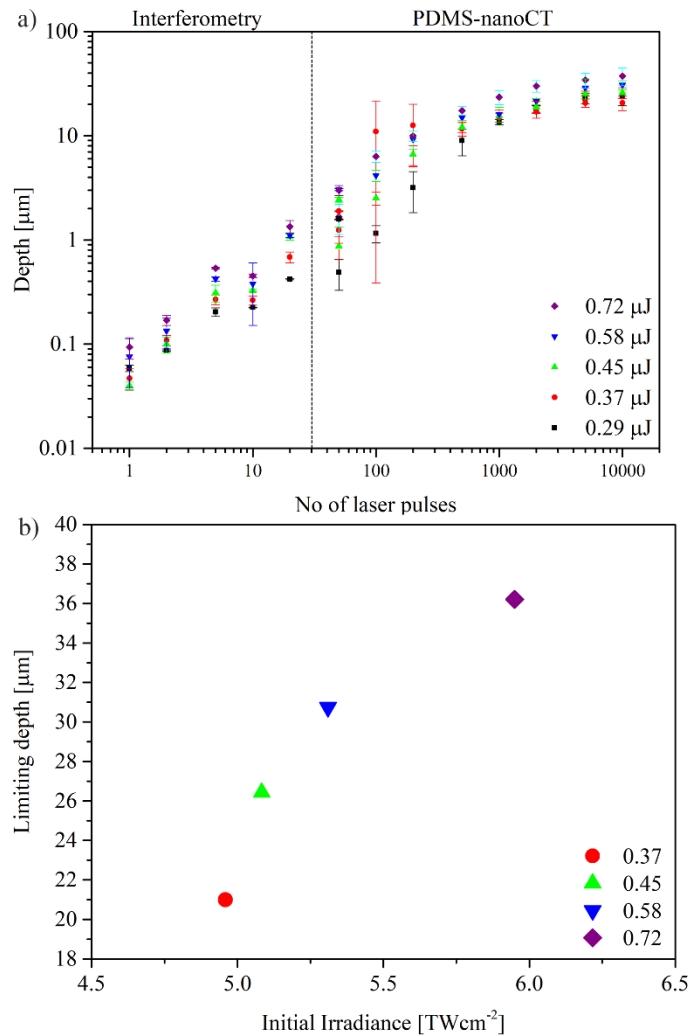 a)
Interferometry
PDMS-nanoCT
100
10
1
0.1
0.01
Depth [μm]
0.72 μJ
0.58 μJ
0.45 μJ
0.37 μJ
0.29 μJ
1
10
100
1000
10000
No of laser pulses
b)
40
38
36
34
32
30
28
26
24
22
20
18
Limiting depth [μm]
0.37
0.45
0.58
0.72
4.5
5.0
5.5
6.0
6.5
Initial Irradiance [TWcm-2]